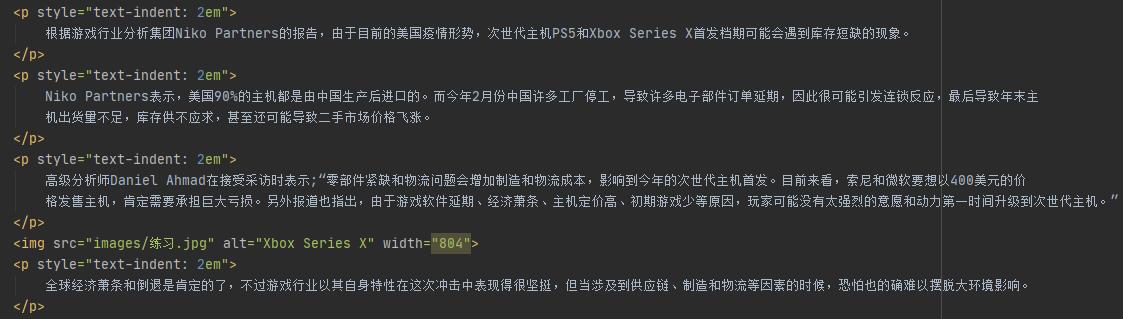 <p style="text-indent: 2em">
根据游戏行业分析集团Niko Partners的报告，由于目前的美国疫情形势，次世代主机PS5和Xbox Series X首发档期可能会遇到库存短缺的现象。
</p>
<p style="text-indent: 2em">
Niko Partners表示，美国90%的主机都是由中国生产后进口的。而今年2月份中国许多工厂停工，导致许多电子部件订单延期，因此很可能引发连锁反应，最后导致年末主
机出货量不足，库存供不应求，甚至还可能导致二手市场价格飞涨。
</p>
<p style="text-indent: 2em">
高级分析师Daniel Ahmad在接受采访时表示;“零部件紧缺和物流问题会增加制造和物流成本，影响到今年的次世代主机首发。目前来看，索尼和微软要想以400美元的价
格发售主机，肯定需要承担巨大亏损。另外报道也指出，由于游戏软件延期、经济萧条、主机定价高、初期游戏少等原因，玩家可能没有太强烈的意愿和动力第一时间升级到次世代主机。”
</p>
<img src="images/练习.jpg" alt="Xbox Series X" width="804">
<p style="text-indent: 2em">
全球经济萧条和倒退是肯定的了，不过游戏行业以其自身特性在这次冲击中表现得很坚挺，但当涉及到供应链、制造和物流等因素的时候，恐怕也的确难以摆脱大环境影响。
</p>